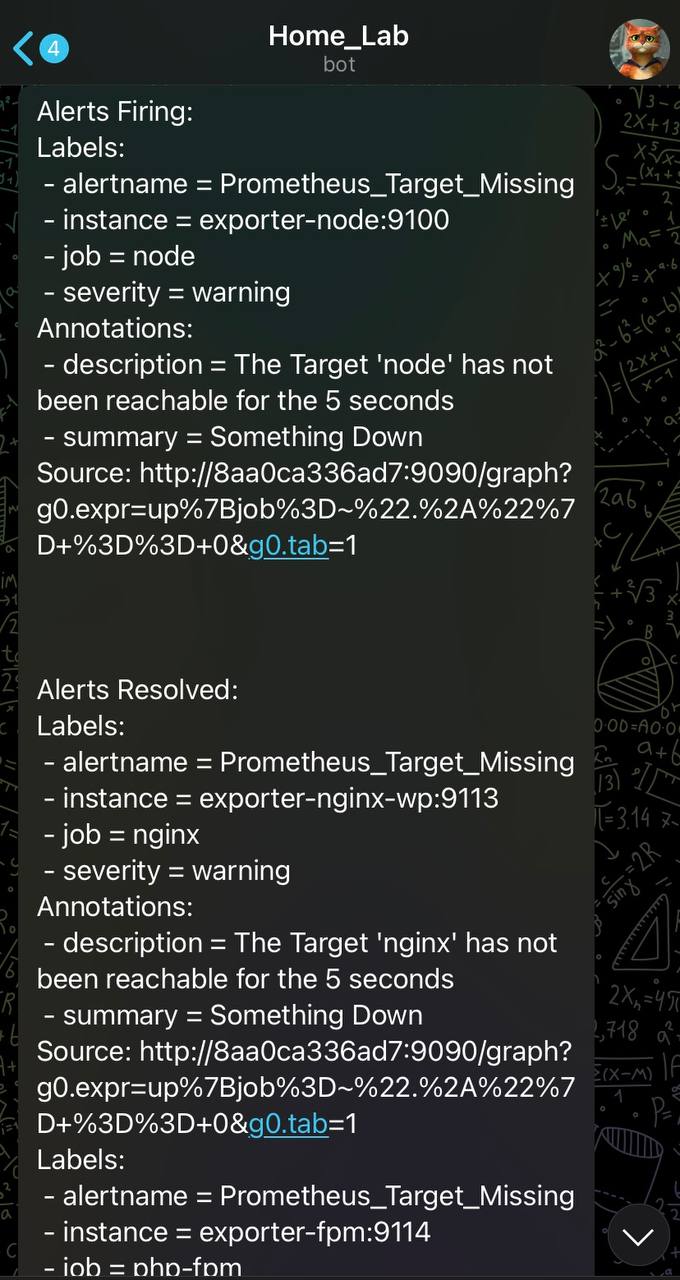 4
Home_Lab
bot
Alerts Firing:
Labels:
- alertname = Prometheus_Target_Missing
- instance = exporter-node:9100
- job = node
- severity = warning
Annotations:
- description = The Target 'node' has not
been reachable for the 5 seconds
- summary = Something Down
Source: http://8aa0ca336ad7:9090/graph?
g0.expr=up%7Bjob%3D~%22.%2A%22%7
D+%3D%3D+0&g0.tab=1
Alerts Resolved:
Labels:
- alertname = Prometheus_Target_Missing
- instance = exporter-nginx-wp:9113
- job = nginx
- severity = warning
Annotations:
- description = The Target 'nginx' has not
been reachable for the 5 seconds
- summary = Something Down
Source: http://8aa0ca336ad7:9090/graph?
g0.expr=up%7Bjob%3D~%22.%2A%22%7
D+%3D%3D+0&g0.tab=1
Labels:
- alertname = Prometheus_Target_Missing
- instance = exporter-fpm:9114
- job = php-fpm